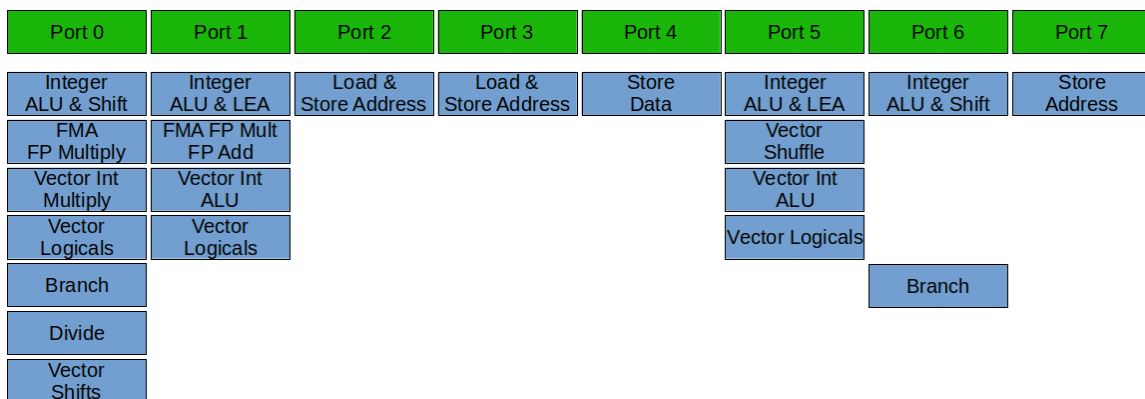 Port 0
Port 1
Port 2
Port 3
Port 4
Port 5
Port 6
Port 7
Integer
ALU & Shift
Integer
ALU & LEA
Load &
Store Address
Load &
Store Address
Store
Data
Integer
ALU & LEA
Integer
ALU & Shift
Store
Address
FMA
FP Multiply
FMA FP Mult
FP Add
Vector
Shuffle
Vector Int
Multiply
Vector Int
ALU
Vector Int
ALU
Vector
Logicals
Vector
Logicals
Vector Logicals
Branch
Branch
Divide
Vector
Shifts